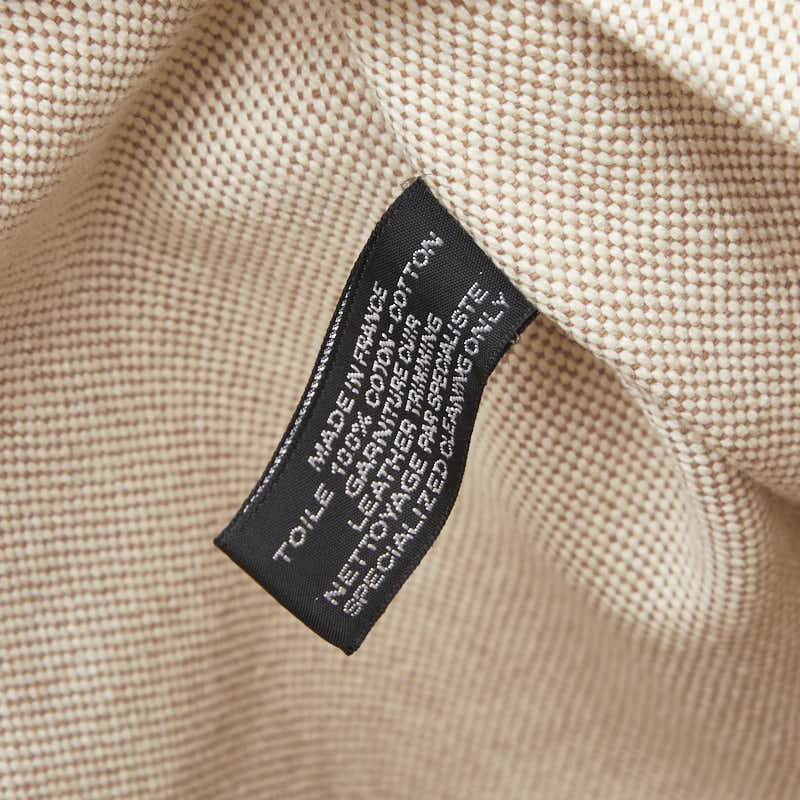 MADE IN FRANCE
TOILE 100% COTON-COTTON
GARNITURE CUIR
LEATHER TRIMMING
NETTOYAGE PAR SPECIALISTE
SPECIALIZED CLEANING ONLY